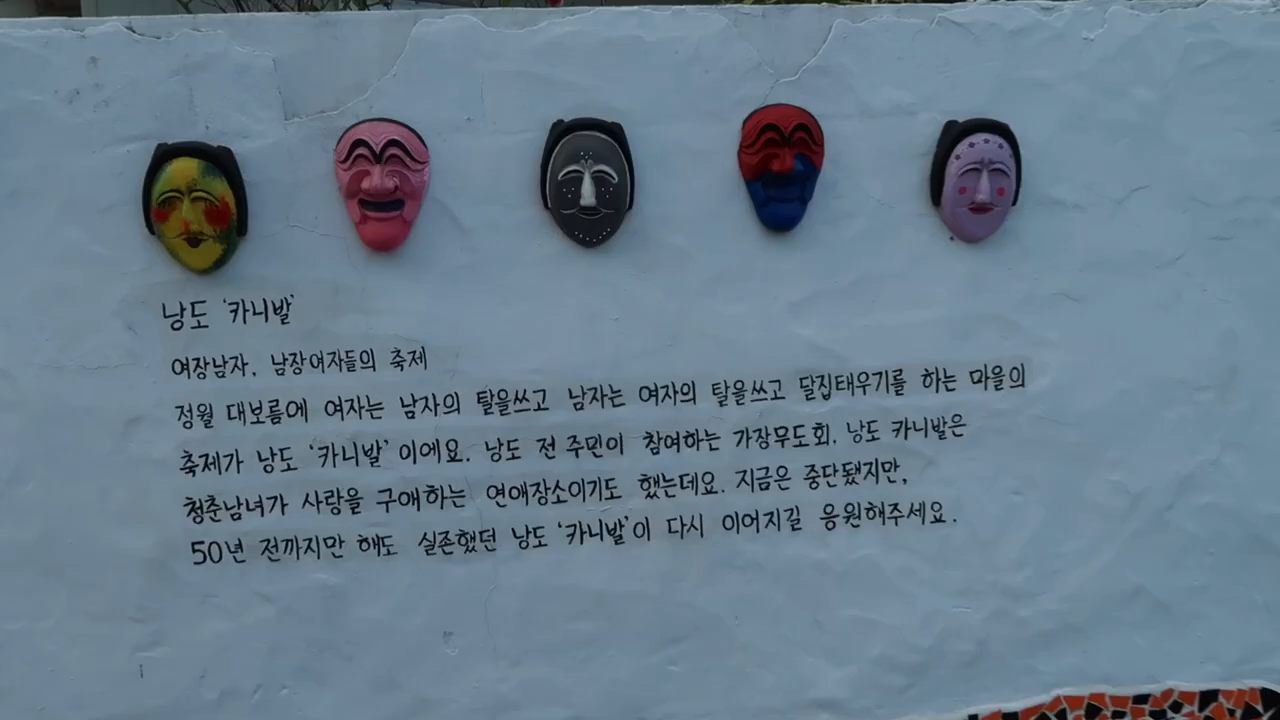 낭도 '카니발'
여장남자, 남장여자들의 축제
정월 대보름에 여자는 남자의 탈을쓰고 남자는 여자의 탈을쓰고 달집태우기를 하는 마을의
축제가 낭도 '카니발' 이에요. 낭도 전 주민이 참여하는 가장무도회. 낭도 카니발은
청춘남녀가 사랑을 구애하는 연애장소이기도 했는데요. 지금은 중단됐지만,
50년 전까지만 해도 실존했던 낭도 '카니발'이 다시 이어지길 응원해주세요.